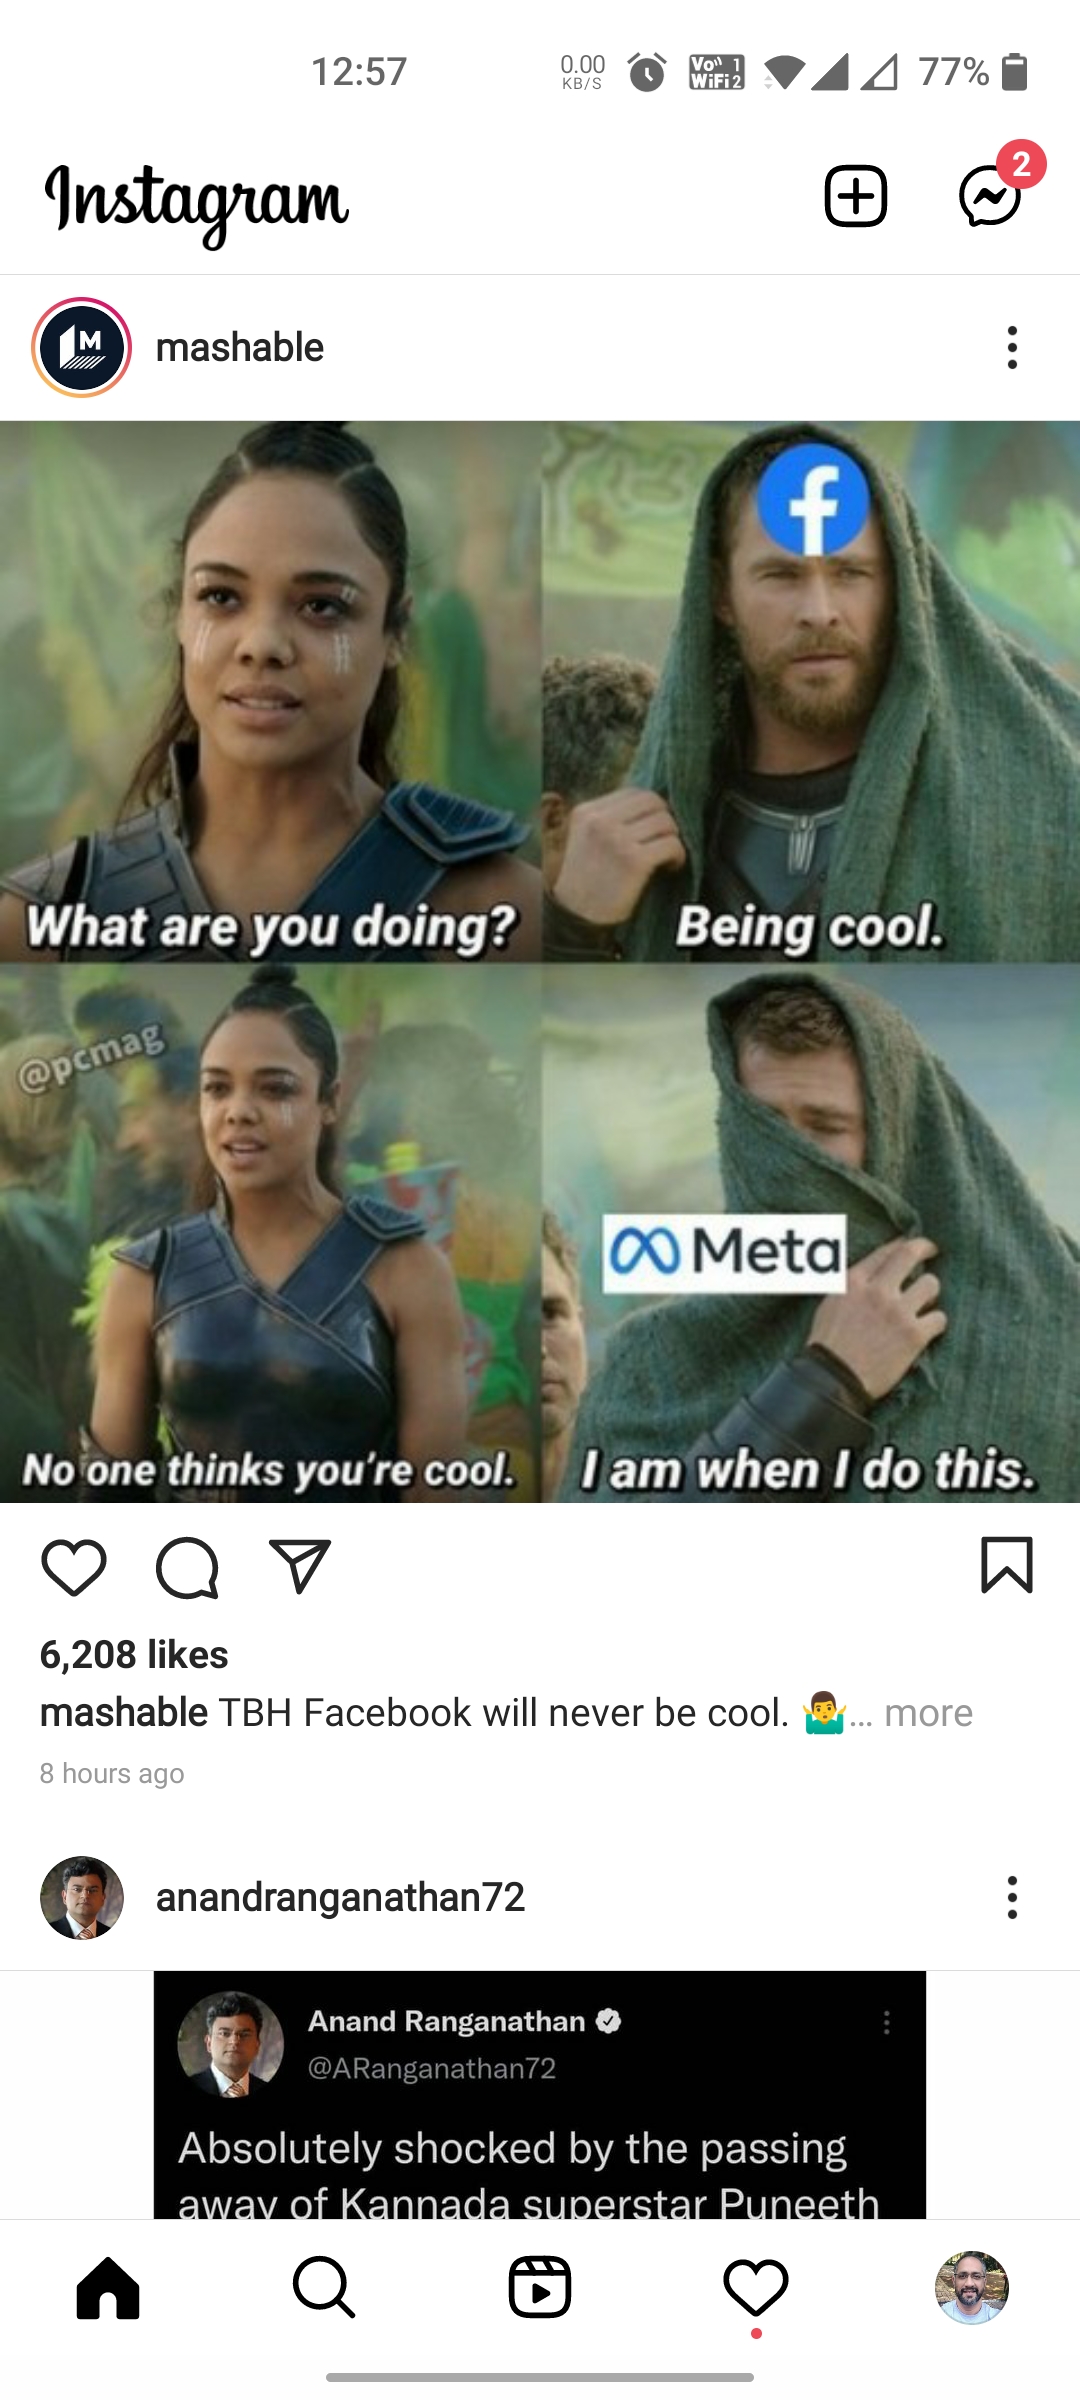 12:57
0.00
KB/S
Vo 1
WiFi 2
77%
Instagram
2
M
mashable
f
What are you doing?
Being cool.
@pcmag
Meta
No one thinks you're cool.
I am when I do this.
6,208 likes
mashable TBH Facebook will never be cool. 🤷‍♂️... more
8 hours ago
anandranganathan72
Anand Ranganathan
@ARanganathan72
Absolutely shocked by the passing
away of Kannada superstar Puneeth